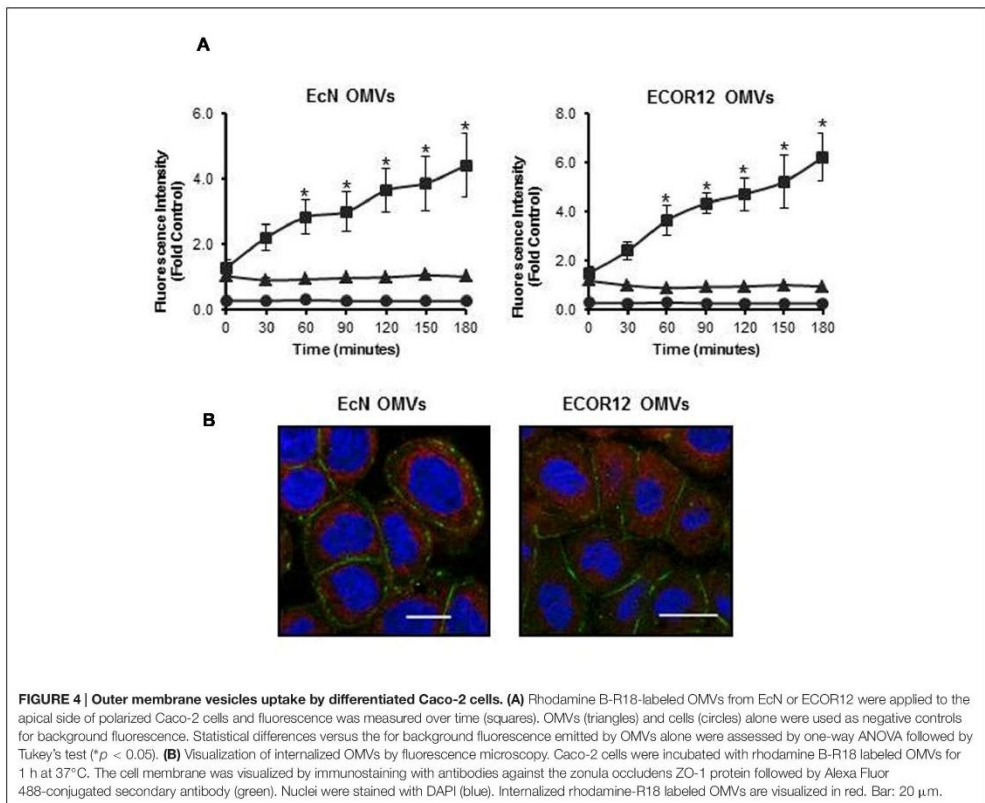 A
EcN OMVs
ECOR12 OMVs
Fluorescence Intensity
(Fold Control)
6.0
4.0
2.0
0.0
*
*
*
*
*
0 30 60 90 120 150 180
Time (minutes)
Fluorescence Intensity
(Fold Control)
8.0
6.0
4.0
2.0
0.0
*
*
*
*
*
0 30 60 90 120 150 180
Time (minutes)
B
EcN OMVs
ECOR12 OMVs
FIGURE 4 | Outer membrane vesicles uptake by differentiated Caco-2 cells. (A) Rhodamine B-R18-labeled OMVs from EcN or ECOR12 were applied to the
apical side of polarized Caco-2 cells and fluorescence was measured over time (squares). OMVs (triangles) and cells (circles) alone were used as negative controls
for background fluorescence. Statistical differences versus the for background fluorescence emitted by OMVs alone were assessed by one-way ANOVA followed by
Tukey's test (*p < 0.05). (B) Visualization of internalized OMVs by fluorescence microscopy. Caco-2 cells were incubated with rhodamine B-R18 labeled OMVs for
1 h at 37°C. The cell membrane was visualized by immunostaining with antibodies against the zonula occludens ZO-1 protein followed by Alexa Fluor
488-conjugated secondary antibody (green). Nuclei were stained with DAPI (blue). Internalized rhodamine-R18 labeled OMVs are visualized in red. Bar: 20 μm.